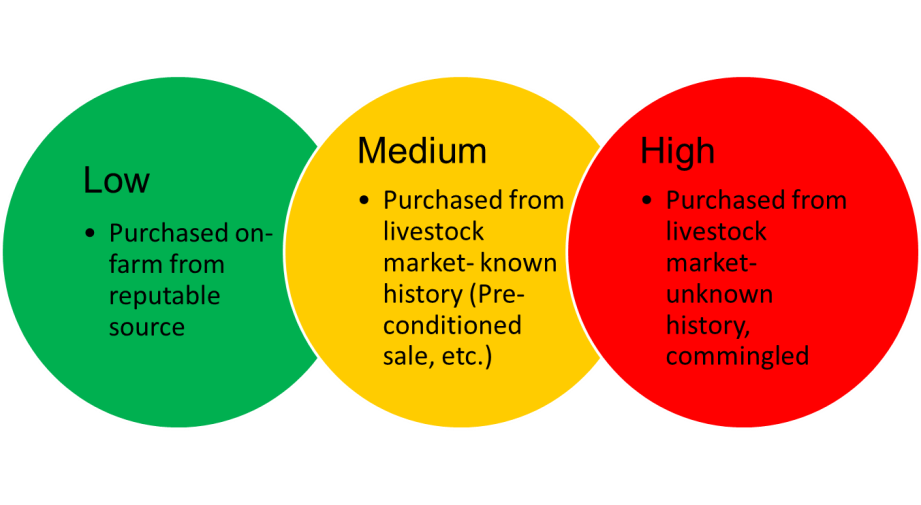 Low
• Purchased on-
farm from
reputable
source
Medium
• Purchased from
livestock
market- known
history (Pre-
conditioned
sale, etc.)
High
• Purchased from
livestock
market-
unknown
history,
commingled